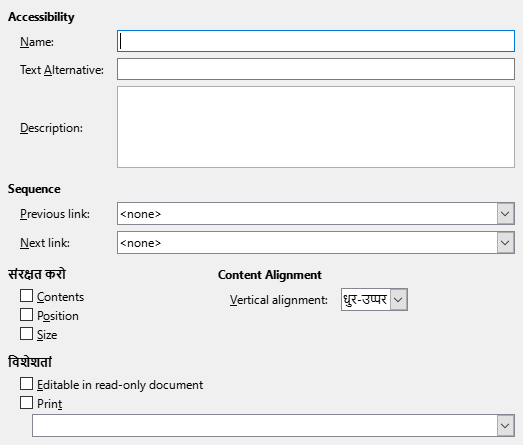 Accessibility
Name:
Text Alternative:
Description:
Sequence
Previous link: <none>
Next link: <none>
संरक्षत करो Content Alignment
Contents Vertical alignment: धुर-उप्पर
Position
Size
विशेशतां
Editable in read-only document
Print